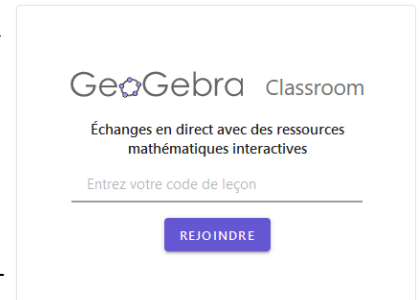 GeoGebra Classroom
Échanges en direct avec des ressources
mathématiques interactives
Entrez votre code de leçon
REJOINDRE